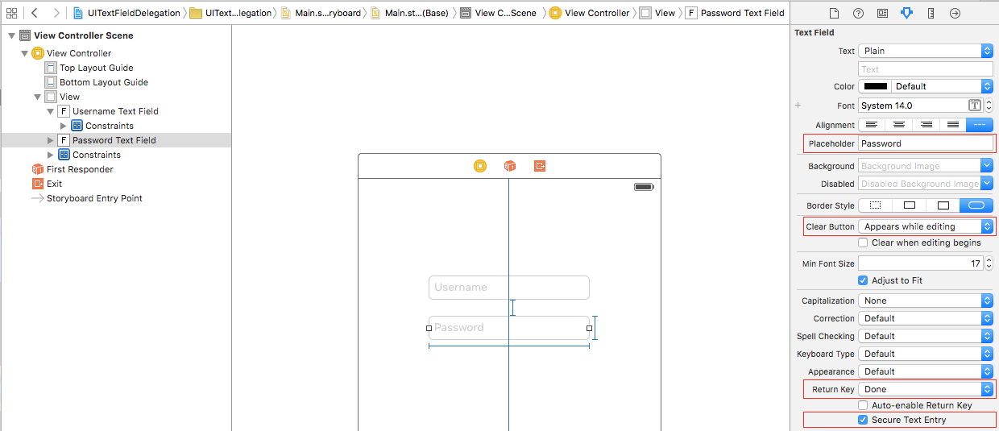 UITextFieldDelegation
UIText...legation
Main.s...ryboard
Main.st...(Base)
View C...Scene
View Controller
View
F
Password Text Field
View Controller Scene
View Controller
Top Layout Guide
Bottom Layout Guide
View
F Username Text Field
Constraints
F Password Text Field
Constraints
First Responder
Exit
Storyboard Entry Point
Username
Password
Text Field
Text Plain
Text
Color Default
Font System 14.0 T
Alignment
Placeholder Password
Background Background Image
Disabled Disabled Background Image
Border Style
Clear Button Appears while editing
Clear when editing begins
Min Font Size 17
Adjust to Fit
Capitalization None
Correction Default
Spell Checking Default
Keyboard Type Default
Appearance Default
Return Key Done
Auto-enable Return Key
Secure Text Entry